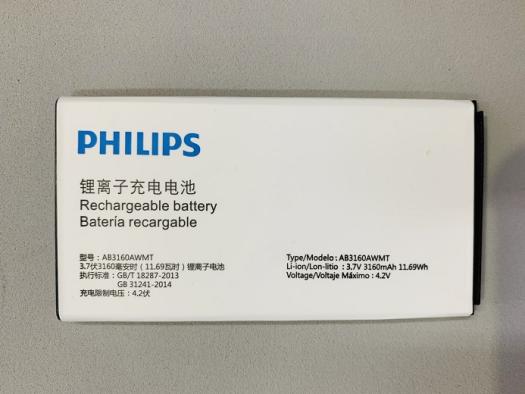 PHILIPS
锂离子充电电池
Rechargeable battery
Batería recargable
型号：AB3160AWMT
3.7伏3160毫安时（11.69瓦时）锂离子电池
执行标准：GB/T 18287-2013
GB 31241-2014
充电限制电压：4.2伏
Type/Modelo : AB3160AWMT
Li-ion/Lon-litio : 3.7V 3160mAh 11.69Wh
Voltage/Voltaje Máximo : 4.2V